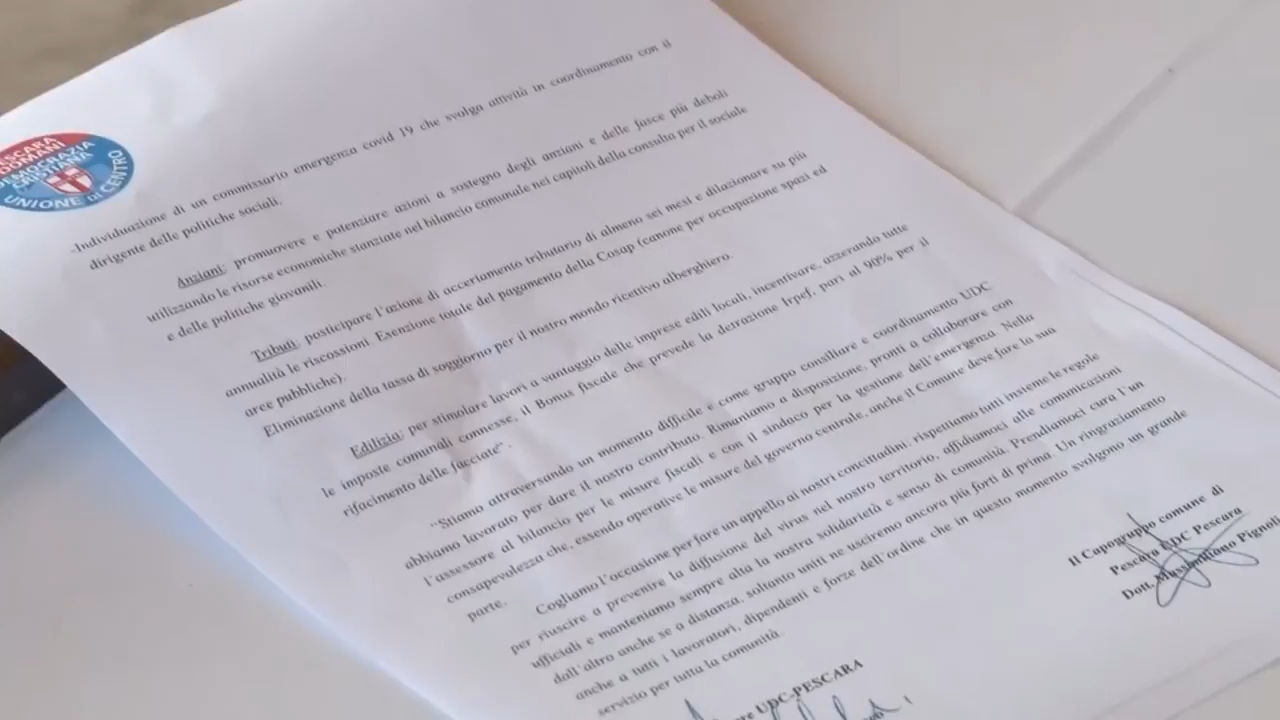 PESCARA
DOMANI
DEMOCRAZIA
CRISTIANA
UNIONE DI CENTRO
-Individuazione di un commissario emergenza covid 19 che svolga attività in coordinamento con il
dirigente delle politiche sociali.
Anziani: promuovere e potenziare azioni a sostegno degli anziani e delle fasce più deboli
utilizzando le risorse economiche stanziate nel bilancio comunale nei capitoli della consulta per il sociale
e delle politiche giovanili.
Tributi: posticipare l'azione di accertamento tributario di almeno sei mesi e dilazionare su più
annualità le riscossioni. Esenzione totale del pagamento della Cosap (canone per occupazione spazi ed
aree pubbliche).
Eliminazione della tassa di soggiorno per il nostro mondo ricettivo alberghiero.
Edilizia: per stimolare lavori a vantaggio delle imprese edili locali, incentivare, azzerando tutte
le imposte comunali connesse, il Bonus fiscale che prevede la detrazione Irpef, pari al 90% per il
rifacimento delle facciate".
"Stiamo attraversando un momento difficile e come gruppo consiliare e coordinamento UDC
abbiamo lavorato per dare il nostro contributo. Rimaniamo a disposizione, pronti a collaborare con
l'assessore al bilancio per le misure fiscali e con il sindaco per la gestione dell'emergenza. Nella
consapevolezza che, essendo operative le misure del governo centrale, anche il Comune deve fare la sua
parte.
Cogliamo l'occasione per fare un appello ai nostri concittadini: rispettiamo tutti insieme le regole
per riuscire a prevenire la diffusione del virus nel nostro territorio, affidiamoci alle comunicazioni
ufficiali e manteniamo sempre alta la nostra solidarietà e senso di comunità. Prendiamoci cura l'un
dall'altro anche se a distanza, soltanto uniti ne usciremo ancora più forti di prima. Un ringraziamento
anche a tutti i lavoratori, dipendenti e forze dell'ordine che in questo momento svolgono un grande
servizio per tutta la comunità.
Il Capogruppo comune di
Pescara UDC Pescara
Dott. Massimiliano Pignoli
UDC-PESCARA